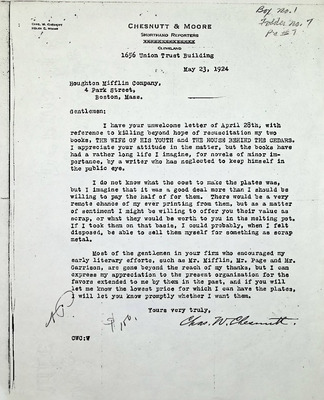 Box No. 1
Folder No. 7
CHAS. W. CHESNUTT
HELEN C. MOORE
CHESNUTT & MOORE
SHORTHAND REPORTERS
XXXXXXXXXXXXXXX
CLEVELAND
1656 Union Trust Building
May 23, 1924
Houghton Mifflin Company,
4 Park Street,
Boston, Mass.
Gentlemen:
I have your unwelcome letter of April 28th, with
reference to killing beyond hope of resuscitation my two
books, THE WIFE OF HIS YOUTH and THE HOUSE BEHIND THE CEDARS.
I appreciate your attitude in the matter, but the books have
had a rather long life I imagine, for novels of minor im-
portance, by a writer who has neglected to keep himself in
the public eye.
I do not know what the cost to make the plates was,
but I imagine that it was a good deal more than I should be
willing to pay the half of for them. There would be a very
remote chance of my ever printing from them, but as a matter
of sentiment I might be willing to offer you their value as
scrap, or what they would be worth to you in the melting pot.
If I took them on that basis, I could probably, when I felt
disposed, be able to sell them myself for something as scrap
metal.
Most of the gentlemen in your firm who encouraged my
early literary efforts, such as Mr. Mifflin, Mr. Page and Mr.
Garrison, are gone beyond the reach of my thanks, but I can
express my appreciation to the present organization for the
favors extended to me by them in the past, and if you will
let me know the lowest price for which I can have the plates,
I will let you know promptly whether I want them.
Yours very truly,
Chas. W. Chesnutt.
CWC:W